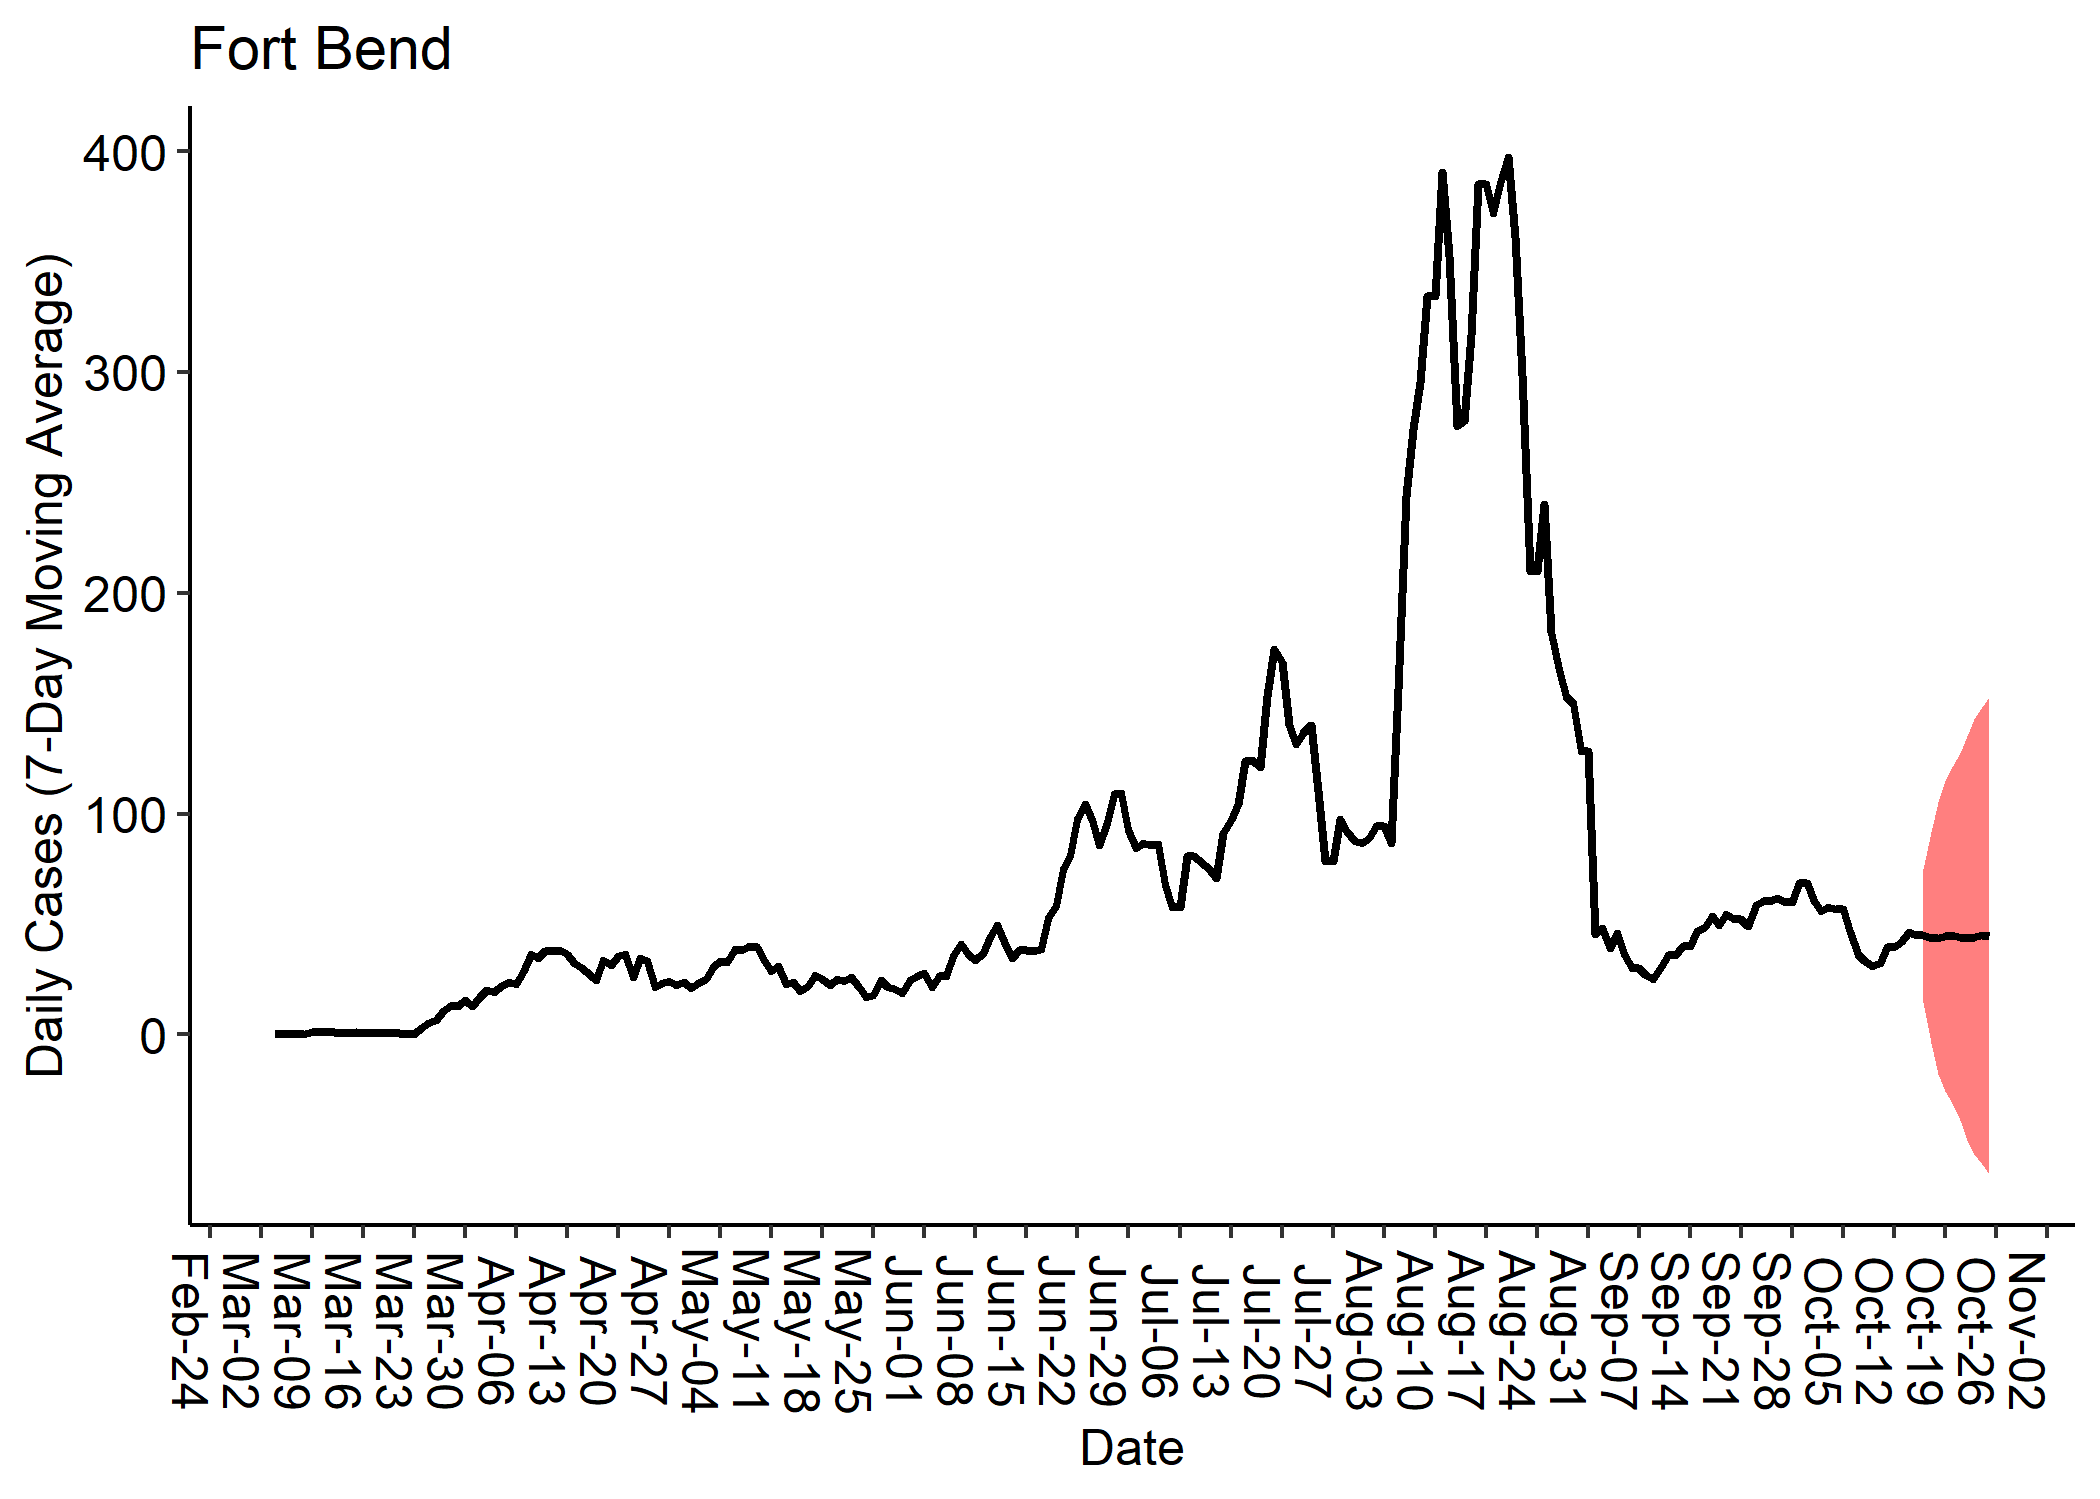 Fort Bend
Daily Cases (7-Day Moving Average)
400
300
200
100
0
Feb-24
Mar-02
Mar-09
Mar-16
Mar-23
Mar-30
Apr-06
Apr-13
Apr-20
Apr-27
May-04
May-11
May-18
May-25
Jun-01
Jun-08
Jun-15
Jun-22
Jun-29
Jul-06
Jul-13
Jul-20
Jul-27
Aug-03
Aug-10
Aug-17
Aug-24
Aug-31
Sep-07
Sep-14
Sep-21
Sep-28
Oct-05
Oct-12
Oct-19
Oct-26
Nov-02
Date